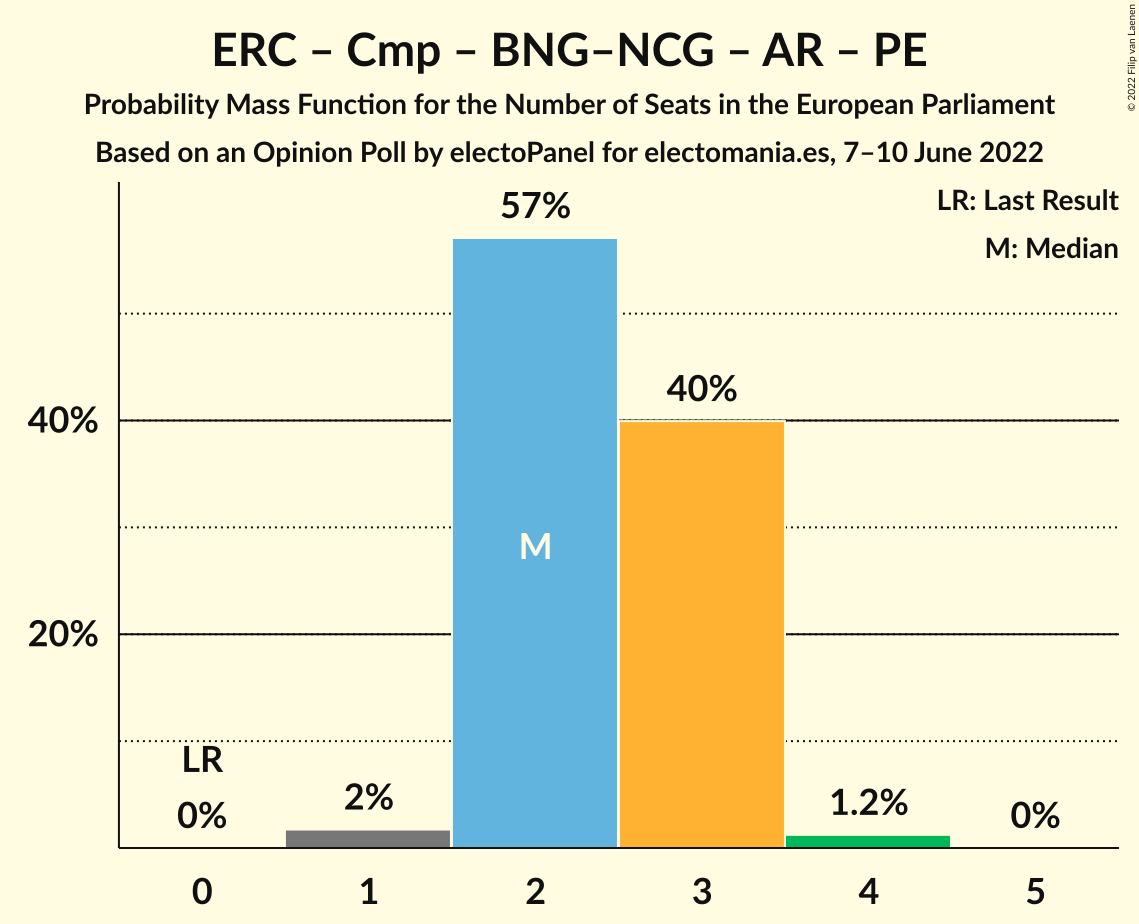 ERC – Cmp – BNG–NCG – AR – PE
Probability Mass Function for the Number of Seats in the European Parliament
Based on an Opinion Poll by electoPanel for electomania.es, 7–10 June 2022
© 2022 Filip van Laenen
LR: Last Result
M: Median
57%
40%
40%
M
20%
LR
0%
2%
1.2%
0%
0 1 2 3 4 5